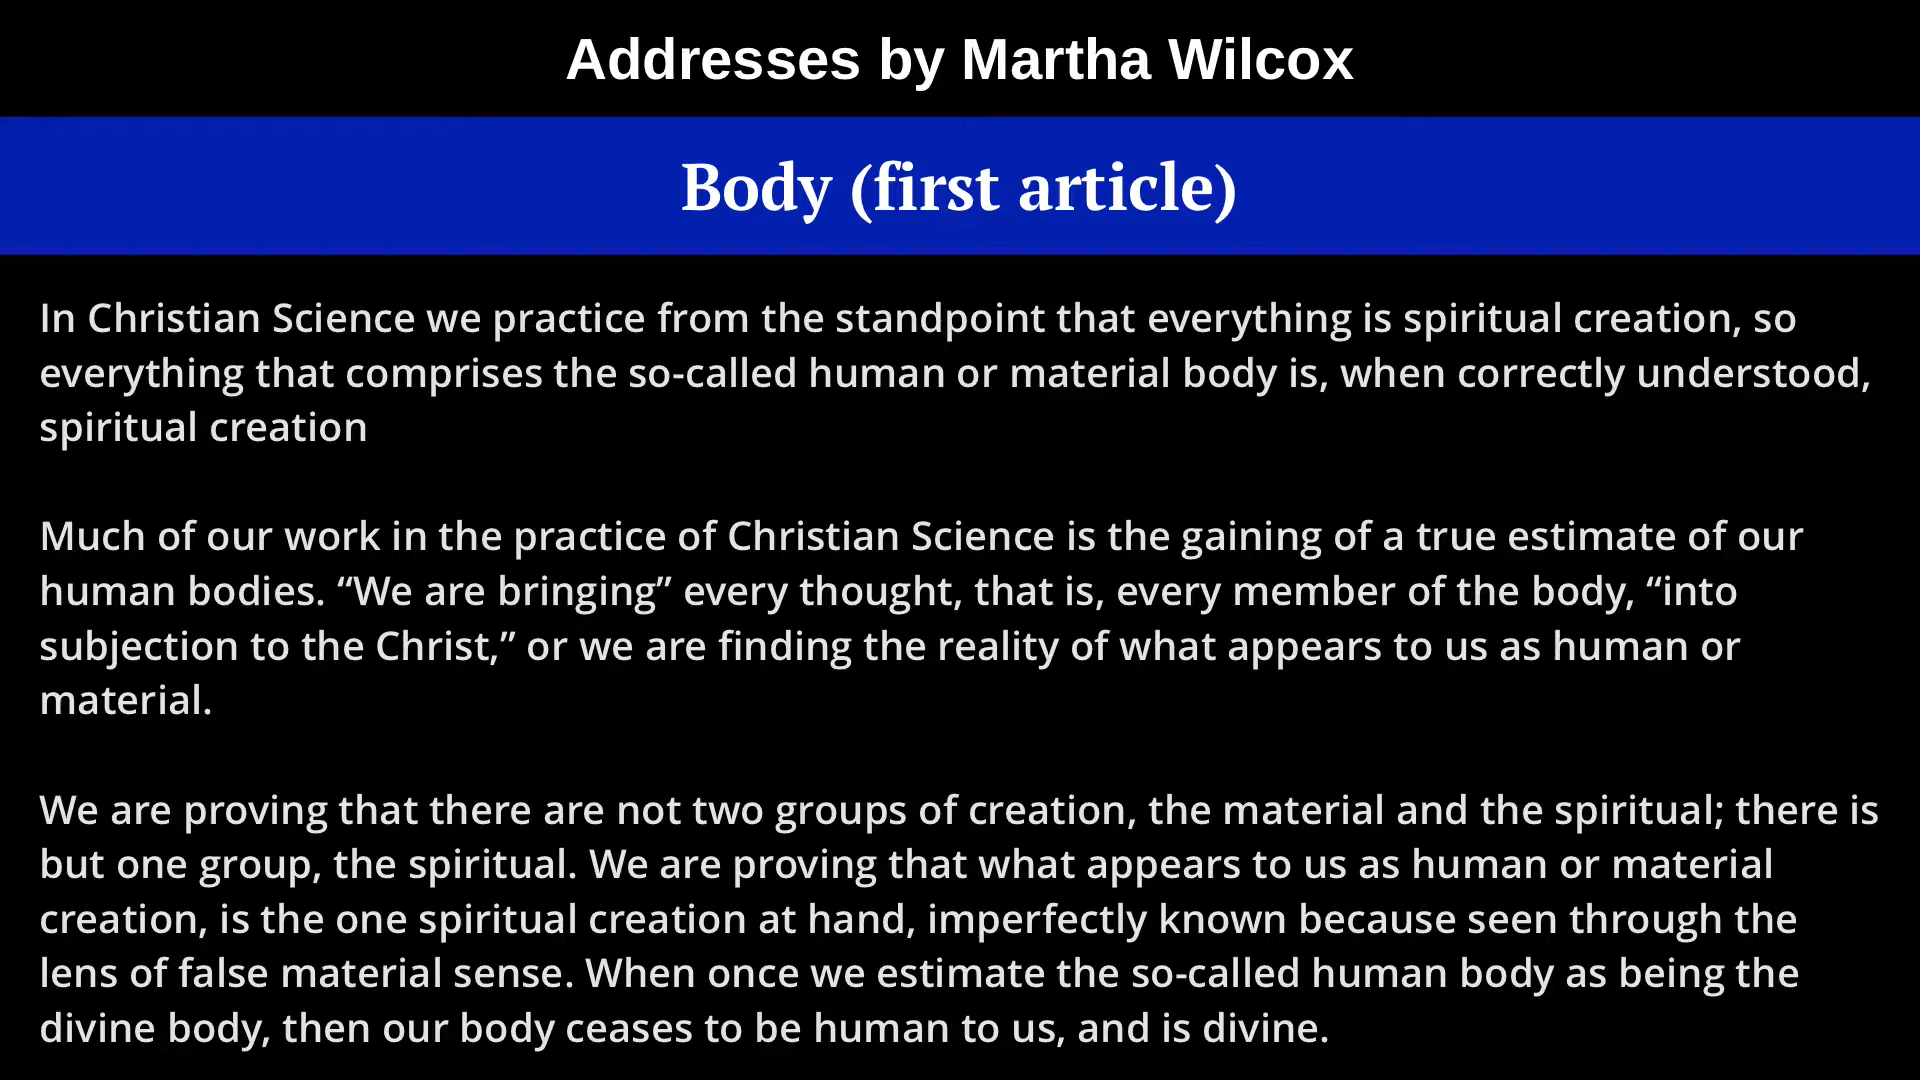 Addresses by Martha Wilcox
Body (first article)
In Christian Science we practice from the standpoint that everything is spiritual creation, so
everything that comprises the so-called human or material body is, when correctly understood,
spiritual creation
Much of our work in the practice of Christian Science is the gaining of a true estimate of our
human bodies. “We are bringing” every thought, that is, every member of the body, “into
subjection to the Christ,” or we are finding the reality of what appears to us as human or
material.
We are proving that there are not two groups of creation, the material and the spiritual; there is
but one group, the spiritual. We are proving that what appears to us as human or material
creation, is the one spiritual creation at hand, imperfectly known because seen through the
lens of false material sense. When once we estimate the so-called human body as being the
divine body, then our body ceases to be human to us, and is divine.